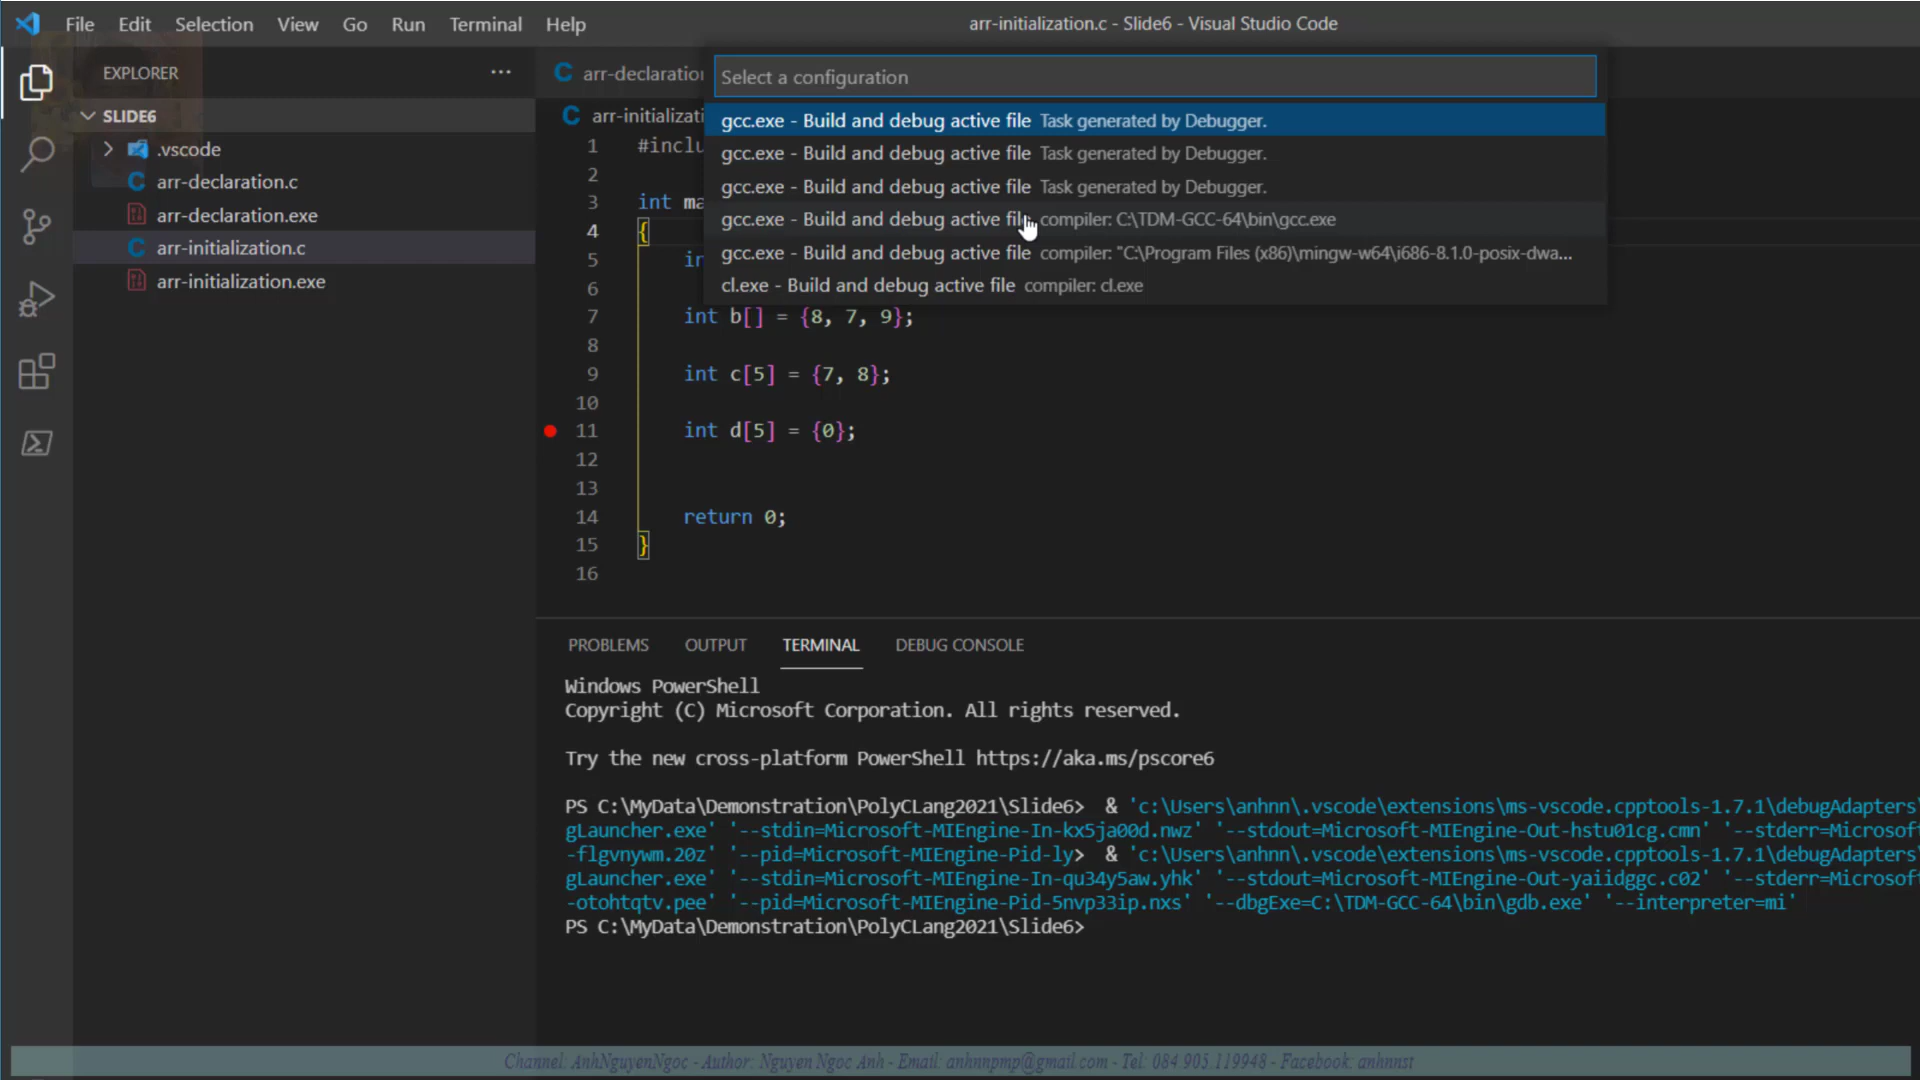 File Edit Selection View Go Run Terminal Help
arr-initialization.c - Slide6 - Visual Studio Code
EXPLORER
SLIDE6
.vscode
arr-declaration.c
arr-declaration.exe
arr-initialization.c
arr-initialization.exe
arr-declaration
Select a configuration
gcc.exe - Build and debug active file Task generated by Debugger.
gcc.exe - Build and debug active file Task generated by Debugger.
gcc.exe - Build and debug active file Task generated by Debugger.
gcc.exe - Build and debug active file compiler: C:\TDM-GCC-64\bin\gcc.exe
gcc.exe - Build and debug active file compiler: "C:\Program Files (x86)\mingw-w64\i686-8.1.0-posix-dwa...
cl.exe - Build and debug active file compiler: cl.exe
arr-initializati
1 #inclu
2
3 int ma
4 {
5 in
6
7 int b[] = {8, 7, 9};
8
9 int c[5] = {7, 8};
10
11 int d[5] = {0};
12
13
14 return 0;
15 }
16
PROBLEMS OUTPUT TERMINAL DEBUG CONSOLE
Windows PowerShell
Copyright (C) Microsoft Corporation. All rights reserved.
Try the new cross-platform PowerShell https://aka.ms/pscore6
PS C:\MyData\Demonstration\PolyCLang2021\Slide6> & 'c:\Users\anhnn\.vscode\extensions\ms-vscode.cpptools-1.7.1\debugAdapters\
gLauncher.exe' '--stdin=Microsoft-MIEngine-In-kx5ja00d.nwz' '--stdout=Microsoft-MIEngine-Out-hstu01cg.cmn' '--stderr=Microsof
-flgvnywm.20z' '--pid=Microsoft-MIEngine-Pid-ly> & 'c:\Users\anhnn\.vscode\extensions\ms-vscode.cpptools-1.7.1\debugAdapters\
gLauncher.exe' '--stdin=Microsoft-MIEngine-In-qu34y5aw.yhk' '--stdout=Microsoft-MIEngine-Out-yaiidggc.c02' '--stderr=Microsof
-otohtqtv.pee' '--pid=Microsoft-MIEngine-Pid-5nvp33ip.nxs' '--dbgExe=C:\TDM-GCC-64\bin\gdb.exe' '--interpreter=mi'
PS C:\MyData\Demonstration\PolyCLang2021\Slide6>
Channel: AnhNguyenNgoc - Author: Nguyen Ngoc Anh - Email: anhnnpmp@gmail.com - Tel: 084.905.119948 - Facebook: anhnnst